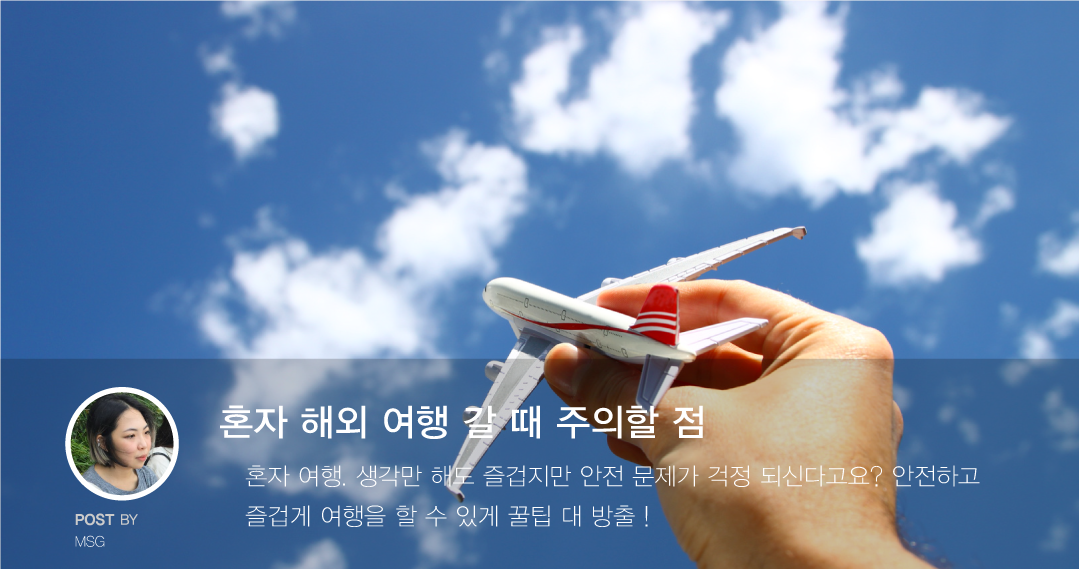 혼자 해외 여행 갈 때 주의할 점
혼자 여행. 생각만 해도 즐겁지만 안전 문제가 걱정 되신다고요? 안전하고
즐겁게 여행을 할 수 있게 꿀팁 대 방출 !
POST BY
MSG